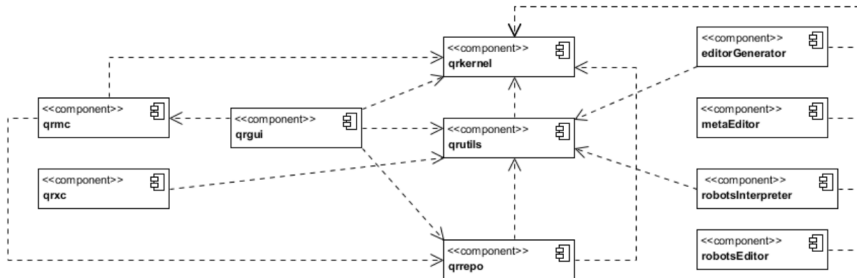 <<component>>
qrkernel
<<component>>
editorGenerator
<<component>>
qrmc
<<component>>
qrgui
<<component>>
qrutils
<<component>>
metaEditor
<<component>>
qrxc
<<component>>
robotsInterpreter
<<component>>
qrrepo
<<component>>
robotsEditor